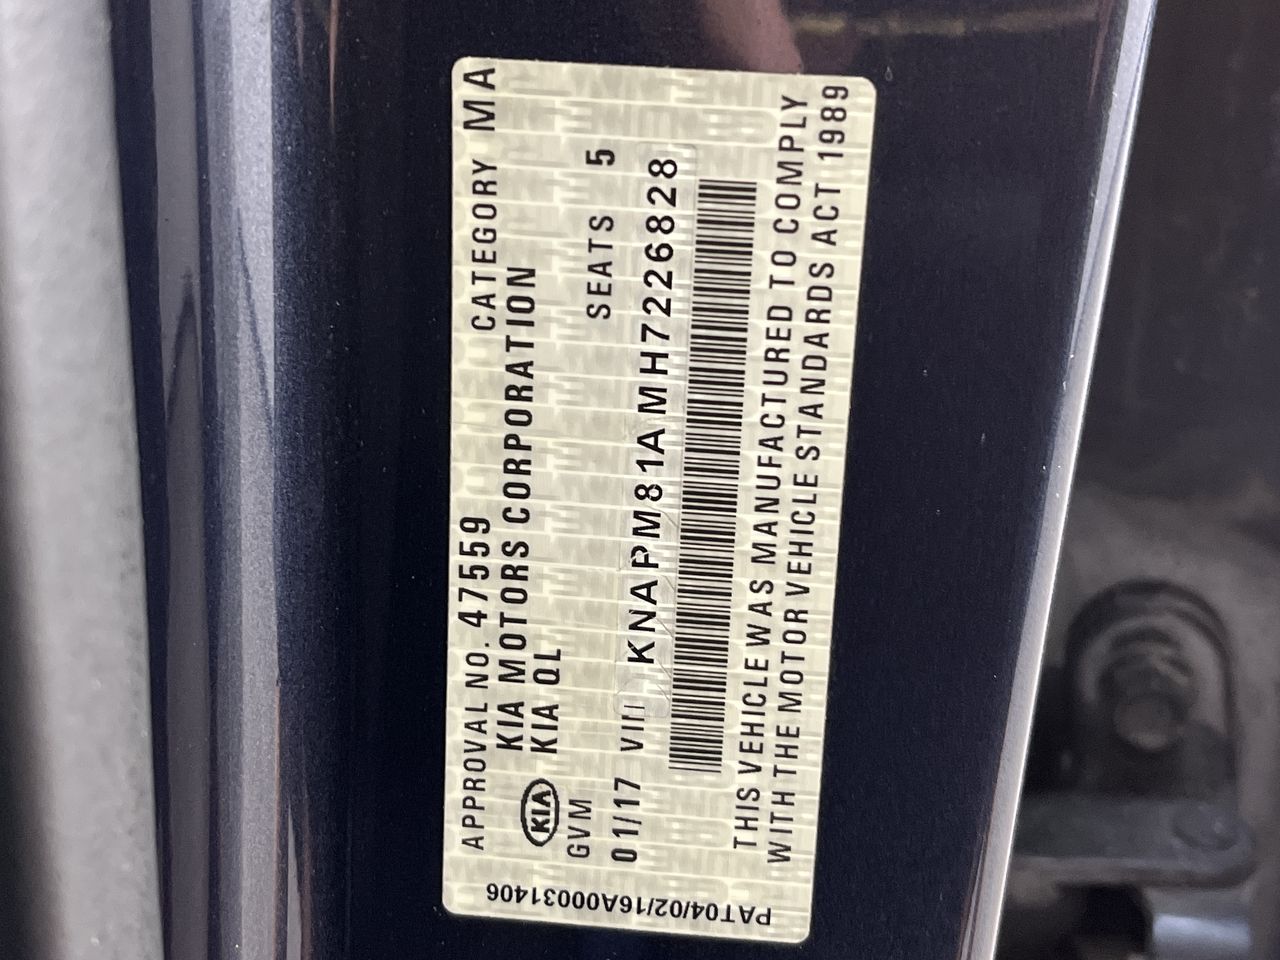 APPROVAL NO. 47559 CATEGORY MA
KIA MOTORS CORPORATION
KIA KIA QL
GVM SEATS 5
01/17 VIN KNAPM81AMH7226828
THIS VEHICLE WAS MANUFACTURED TO COMPLY
WITH THE MOTOR VEHICLE STANDARDS ACT 1989
PAT04/02/16A00031406